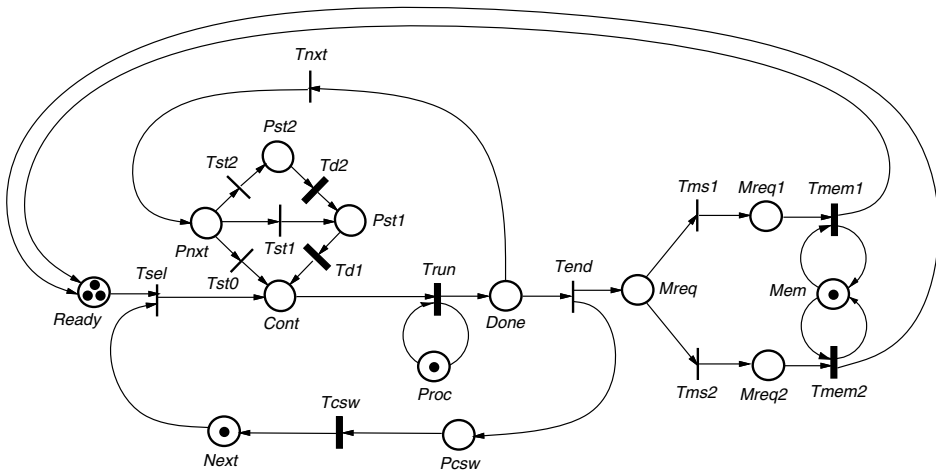 Tnxt
Pst2
Tst2
Td2
Tms1
Mreq1
Tmem1
Pst1
Pnxt
Tst1
Tst0
Td1
Tsel
Trun
Tend
Mreq
Mem
Ready
Cont
Done
Proc
Tms2
Mreq2
Tmem2
Tcsw
Next
Pcsw